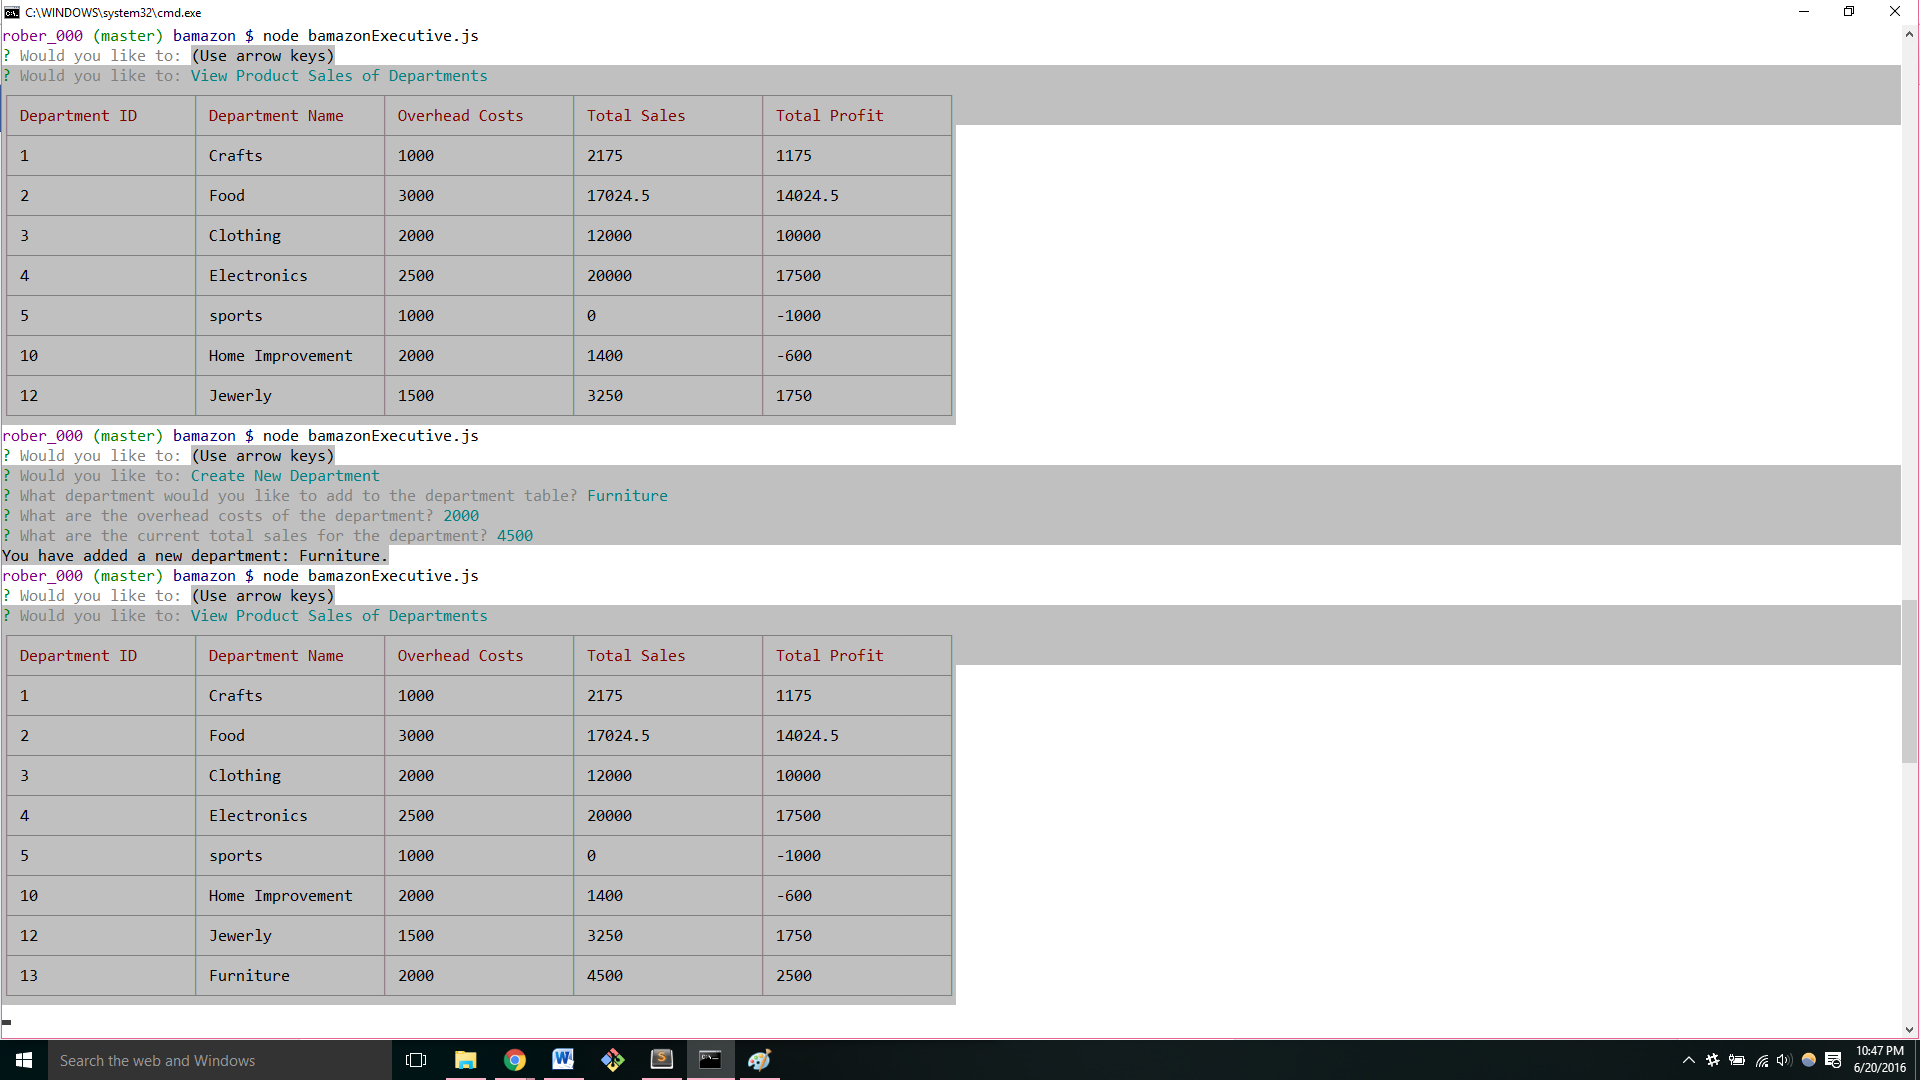 C:\WINDOWS\system32\cmd.exe
rober_000 (master) bamazon $ node bamazonExecutive.js
? Would you like to: (Use arrow keys)
? Would you like to: View Product Sales of Departments
Department ID Department Name Overhead Costs Total Sales Total Profit
1 Crafts 1000 2175 1175
2 Food 3000 17024.5 14024.5
3 Clothing 2000 12000 10000
4 Electronics 2500 20000 17500
5 sports 1000 0 -1000
10 Home Improvement 2000 1400 -600
12 Jewerly 1500 3250 1750
rober_000 (master) bamazon $ node bamazonExecutive.js
? Would you like to: (Use arrow keys)
? Would you like to: Create New Department
? What department would you like to add to the department table? Furniture
? What are the overhead costs of the department? 2000
? What are the current total sales for the department? 4500
You have added a new department: Furniture.
rober_000 (master) bamazon $ node bamazonExecutive.js
? Would you like to: (Use arrow keys)
? Would you like to: View Product Sales of Departments
Department ID Department Name Overhead Costs Total Sales Total Profit
1 Crafts 1000 2175 1175
2 Food 3000 17024.5 14024.5
3 Clothing 2000 12000 10000
4 Electronics 2500 20000 17500
5 sports 1000 0 -1000
10 Home Improvement 2000 1400 -600
12 Jewerly 1500 3250 1750
13 Furniture 2000 4500 2500
Search the web and Windows
10:47 PM
6/20/2016